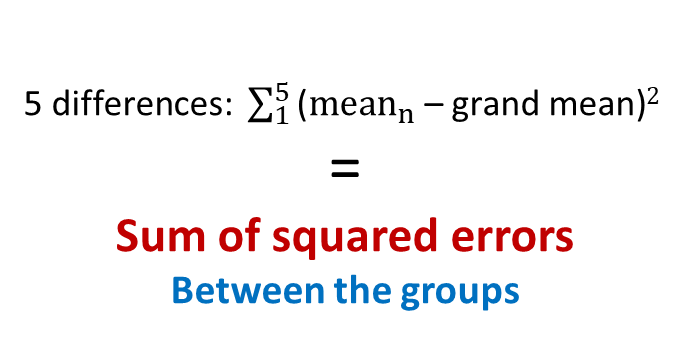 5 differences: ∑₁⁵ (meanₙ – grand mean)²
=
Sum of squared errors
Between the groups